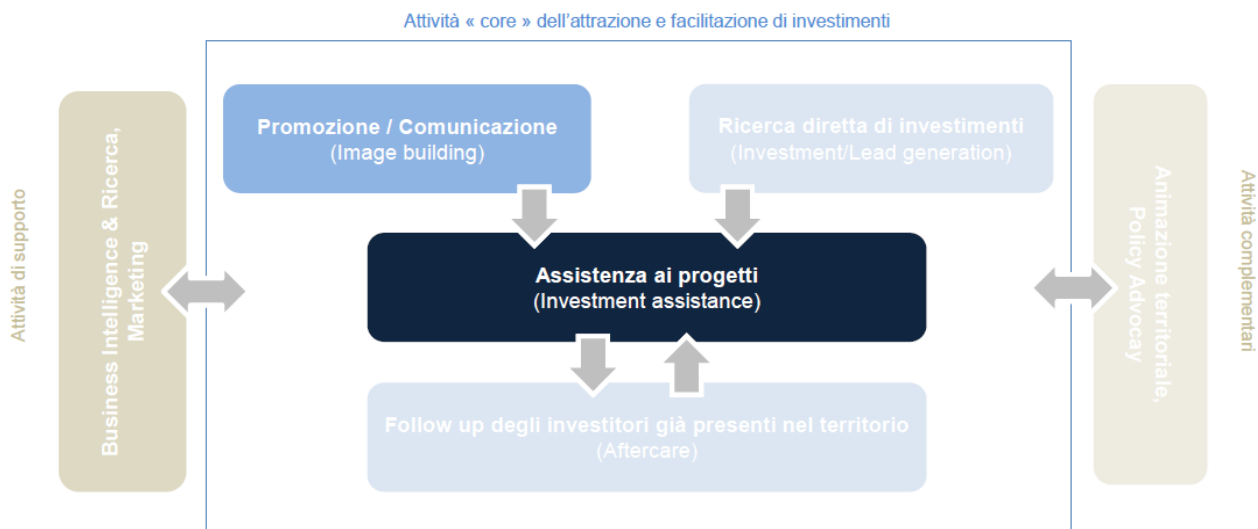 Attività « core » dell’attrazione e facilitazione di investimenti
Attività di supporto
Business Intelligence & Ricerca,
Marketing
Promozione / Comunicazione
(Image building)
Ricerca diretta di investimenti
(Investment/Lead generation)
Assistenza ai progetti
(Investment assistance)
Follow up degli investitori già presenti nel territorio
(Aftercare)
Animazione territoriale,
Policy Advocay
Attività complementari